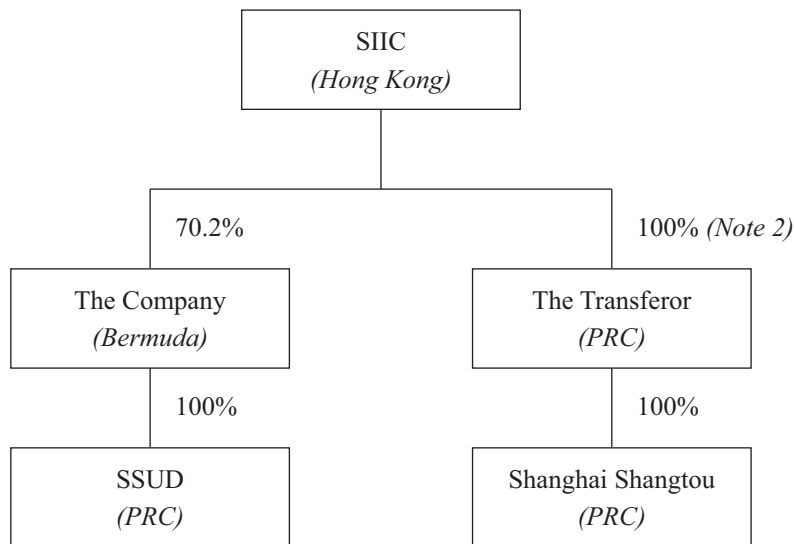 SIIC
(Hong Kong)
70.2%
100% (Note 2)
The Company
(Bermuda)
The Transferor
(PRC)
100%
100%
SSUD
(PRC)
Shanghai Shangtou
(PRC)